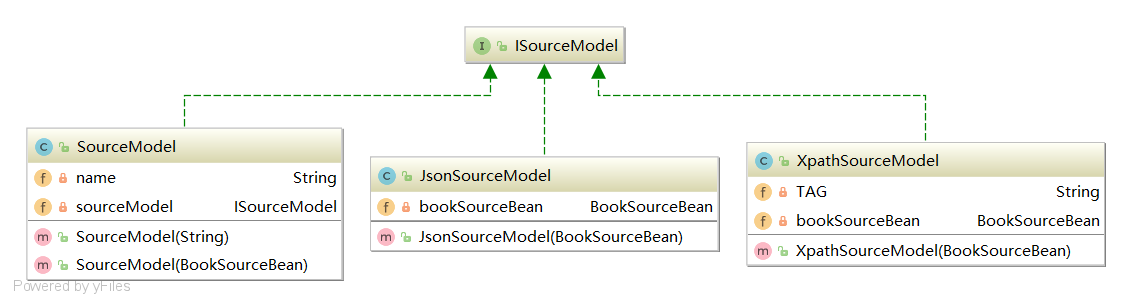 I ISourceModel
C SourceModel
f name String
f sourceModel ISourceModel
m SourceModel(String)
m SourceModel(BookSourceBean)
C JsonSourceModel
f bookSourceBean BookSourceBean
m JsonSourceModel(BookSourceBean)
C XpathSourceModel
f TAG String
f bookSourceBean BookSourceBean
m XpathSourceModel(BookSourceBean)
Powered by yFiles